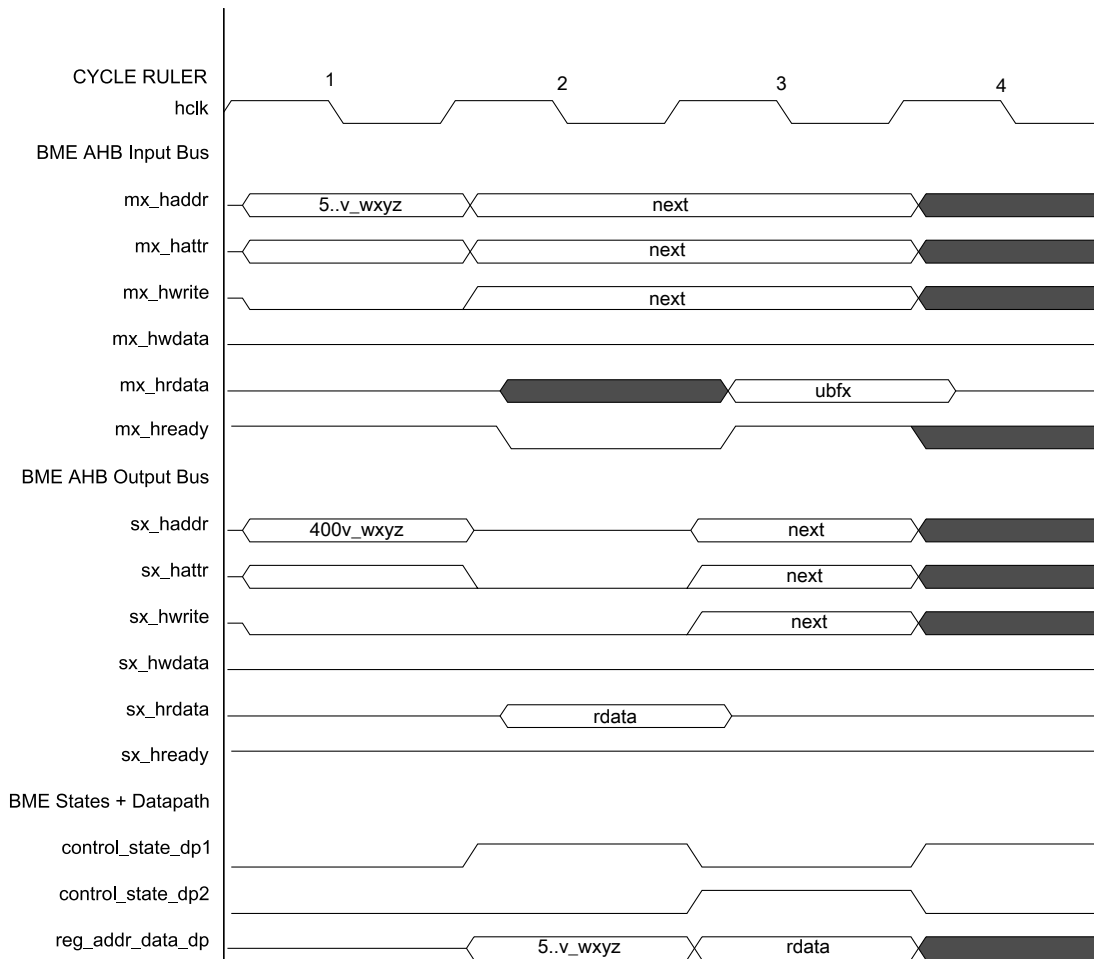 CYCLE RULER 1 2 3 4
hclk
BME AHB Input Bus
mx_haddr 5..v_wxyz next
mx_hattr next
mx_hwrite next
mx_hwdata
mx_hrdata ubfx
mx_hready
BME AHB Output Bus
sx_haddr 400v_wxyz next
sx_hattr next
sx_hwrite next
sx_hwdata
sx_hrdata rdata
sx_hready
BME States + Datapath
control_state_dp1
control_state_dp2
reg_addr_data_dp 5..v_wxyz rdata